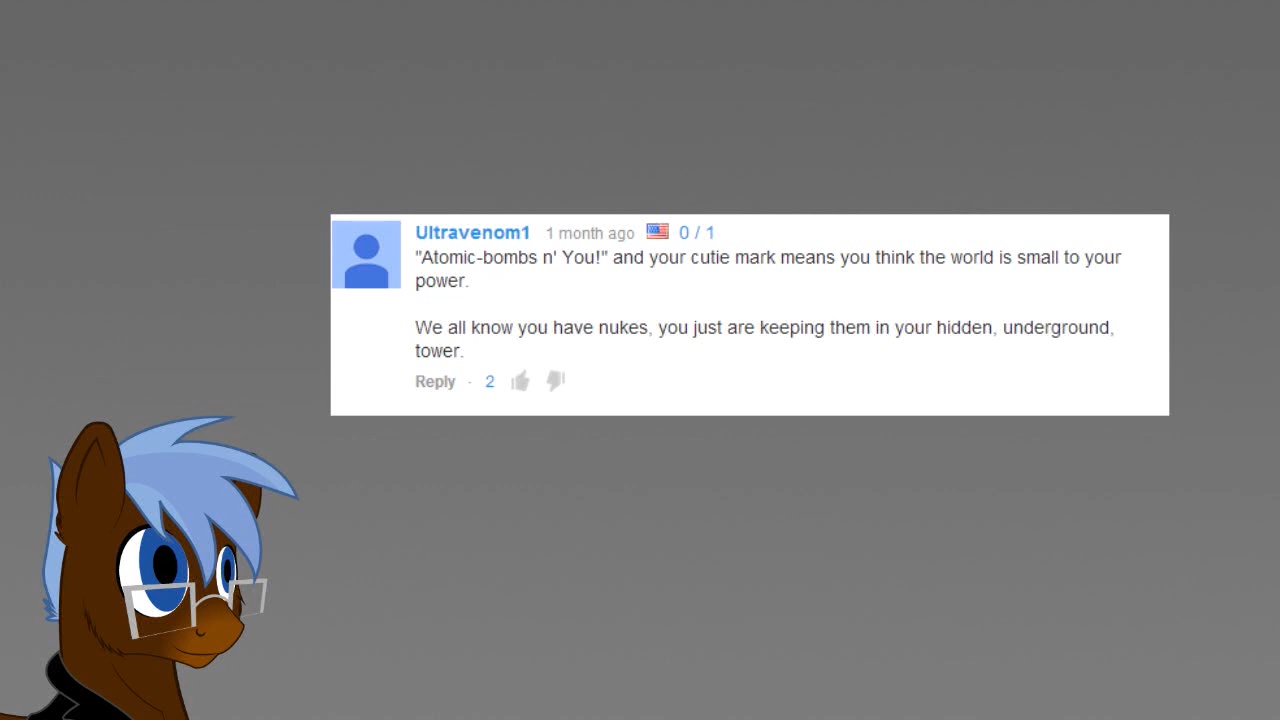 Ultravenom1 1 month ago 0 / 1
"Atomic-bombs n' You!" and your cutie mark means you think the world is small to your
power.
We all know you have nukes, you just are keeping them in your hidden, underground,
tower.
Reply · 2